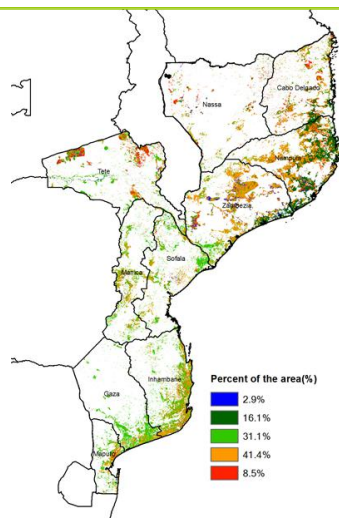 Cabo Delgado
Nassa
Nampula
Tete
Zambezia
Sofala
Manica
Inhambane
Gaza
Maputo
Percent of the area(%)
2.9%
16.1%
31.1%
41.4%
8.5%